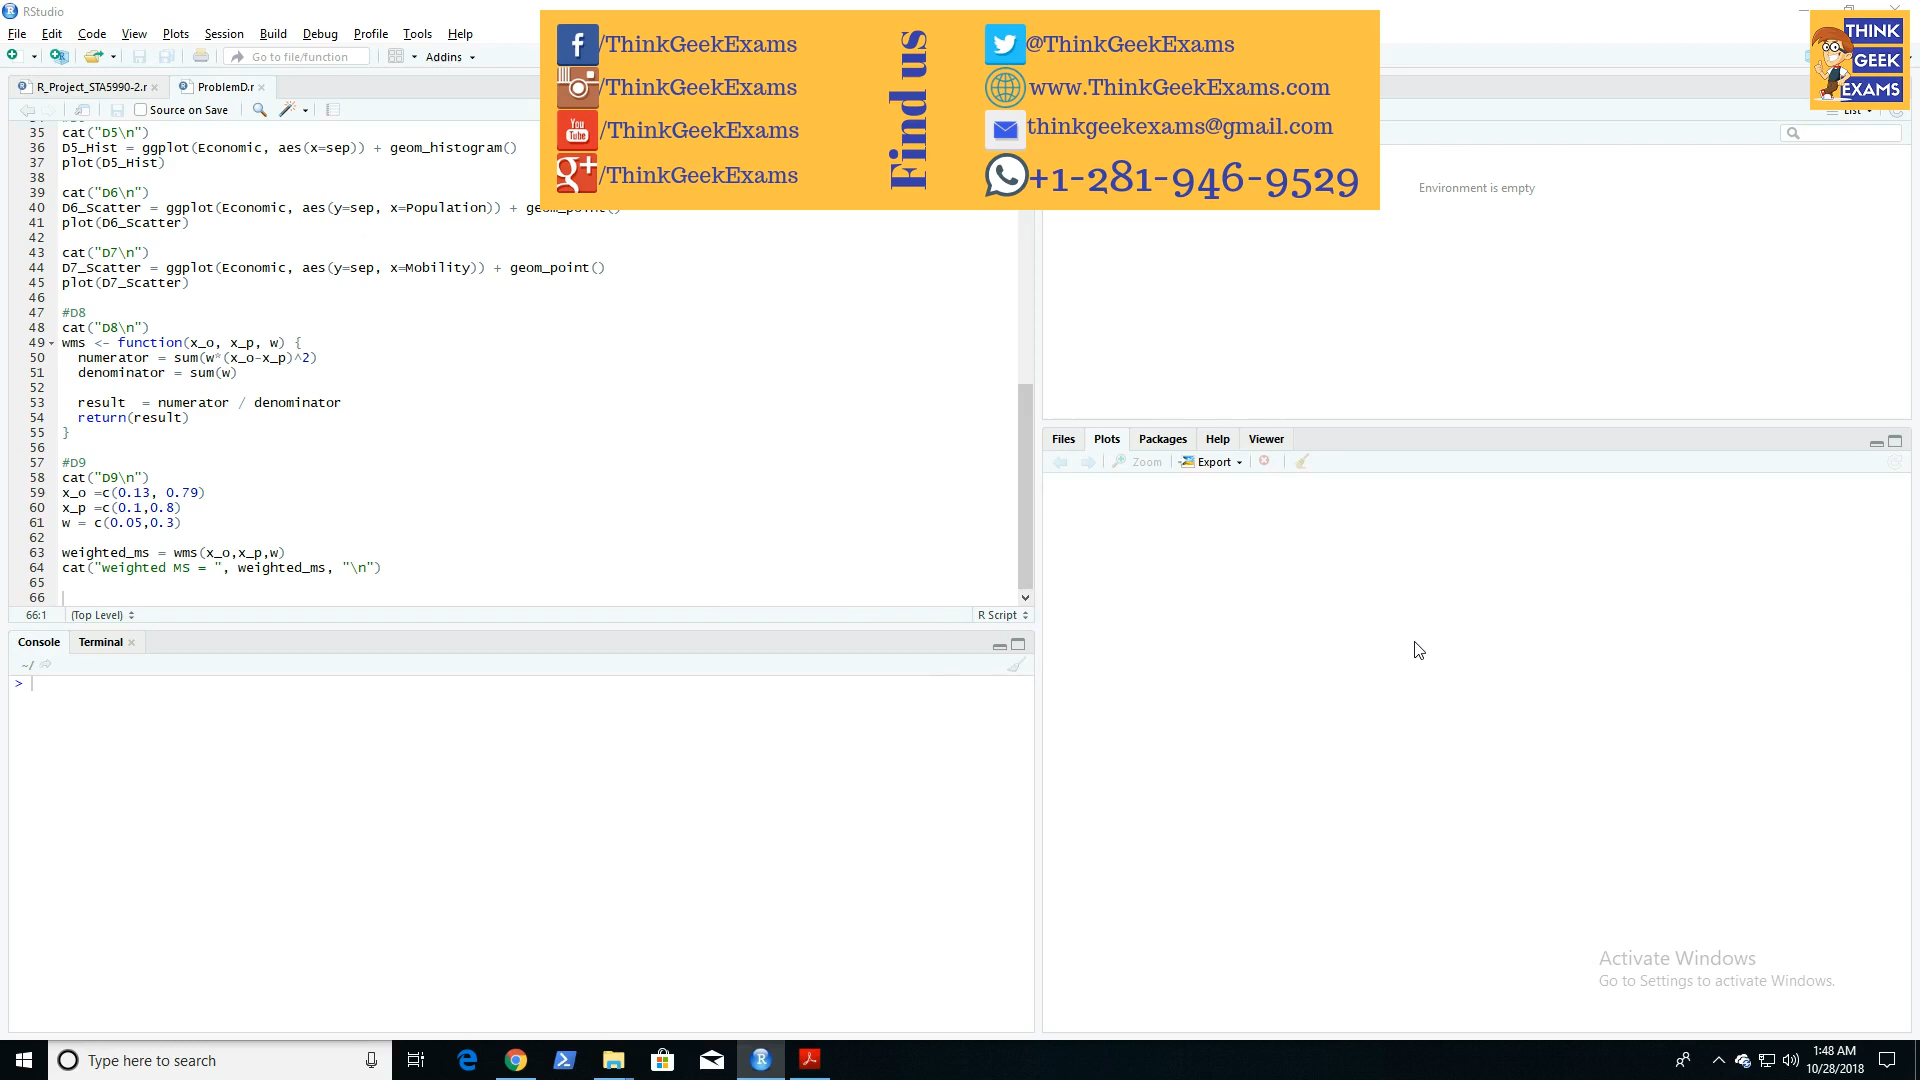 RStudio
File Edit Code View Plots Session Build Debug Profile Tools Help
Go to file/function
Addins
R_Project_STA5990-2.r
ProblemD.r
Source on Save
35 cat("D5\n")
36 D5_Hist = ggplot(Economic, aes(x=sep)) + geom_histogram()
37 plot(D5_Hist)
38
39 cat("D6\n")
40 D6_Scatter = ggplot(Economic, aes(y=sep, x=Population)) + geom_point()
41 plot(D6_Scatter)
42
43 cat("D7\n")
44 D7_Scatter = ggplot(Economic, aes(y=sep, x=Mobility)) + geom_point()
45 plot(D7_Scatter)
46
47 #D8
48 cat("D8\n")
49 wms <- function(x_o, x_p, w) {
50 numerator = sum(w*(x_o-x_p)^2)
51 denominator = sum(w)
52
53 result = numerator / denominator
54 return(result)
55 }
56
57 #D9
58 cat("D9\n")
59 x_o =c(0.13, 0.79)
60 x_p =c(0.1,0.8)
61 w = c(0.05,0.3)
62
63 weighted_ms = wms(x_o,x_p,w)
64 cat("weighted MS = ", weighted_ms, "\n")
65
66
66:1 (Top Level) R Script
Console Terminal
~/
>
/ThinkGeekExams
/ThinkGeekExams
You Tube /ThinkGeekExams
g+ /ThinkGeekExams
Find us
@ThinkGeekExams
www.ThinkGeekExams.com
thinkgeekexams@gmail.com
+1-281-946-9529
THINK
GEEK
EXAMS
List
Environment is empty
Files Plots Packages Help Viewer
Zoom Export
Activate Windows
Go to Settings to activate Windows.
Type here to search
1:48 AM
10/28/2018